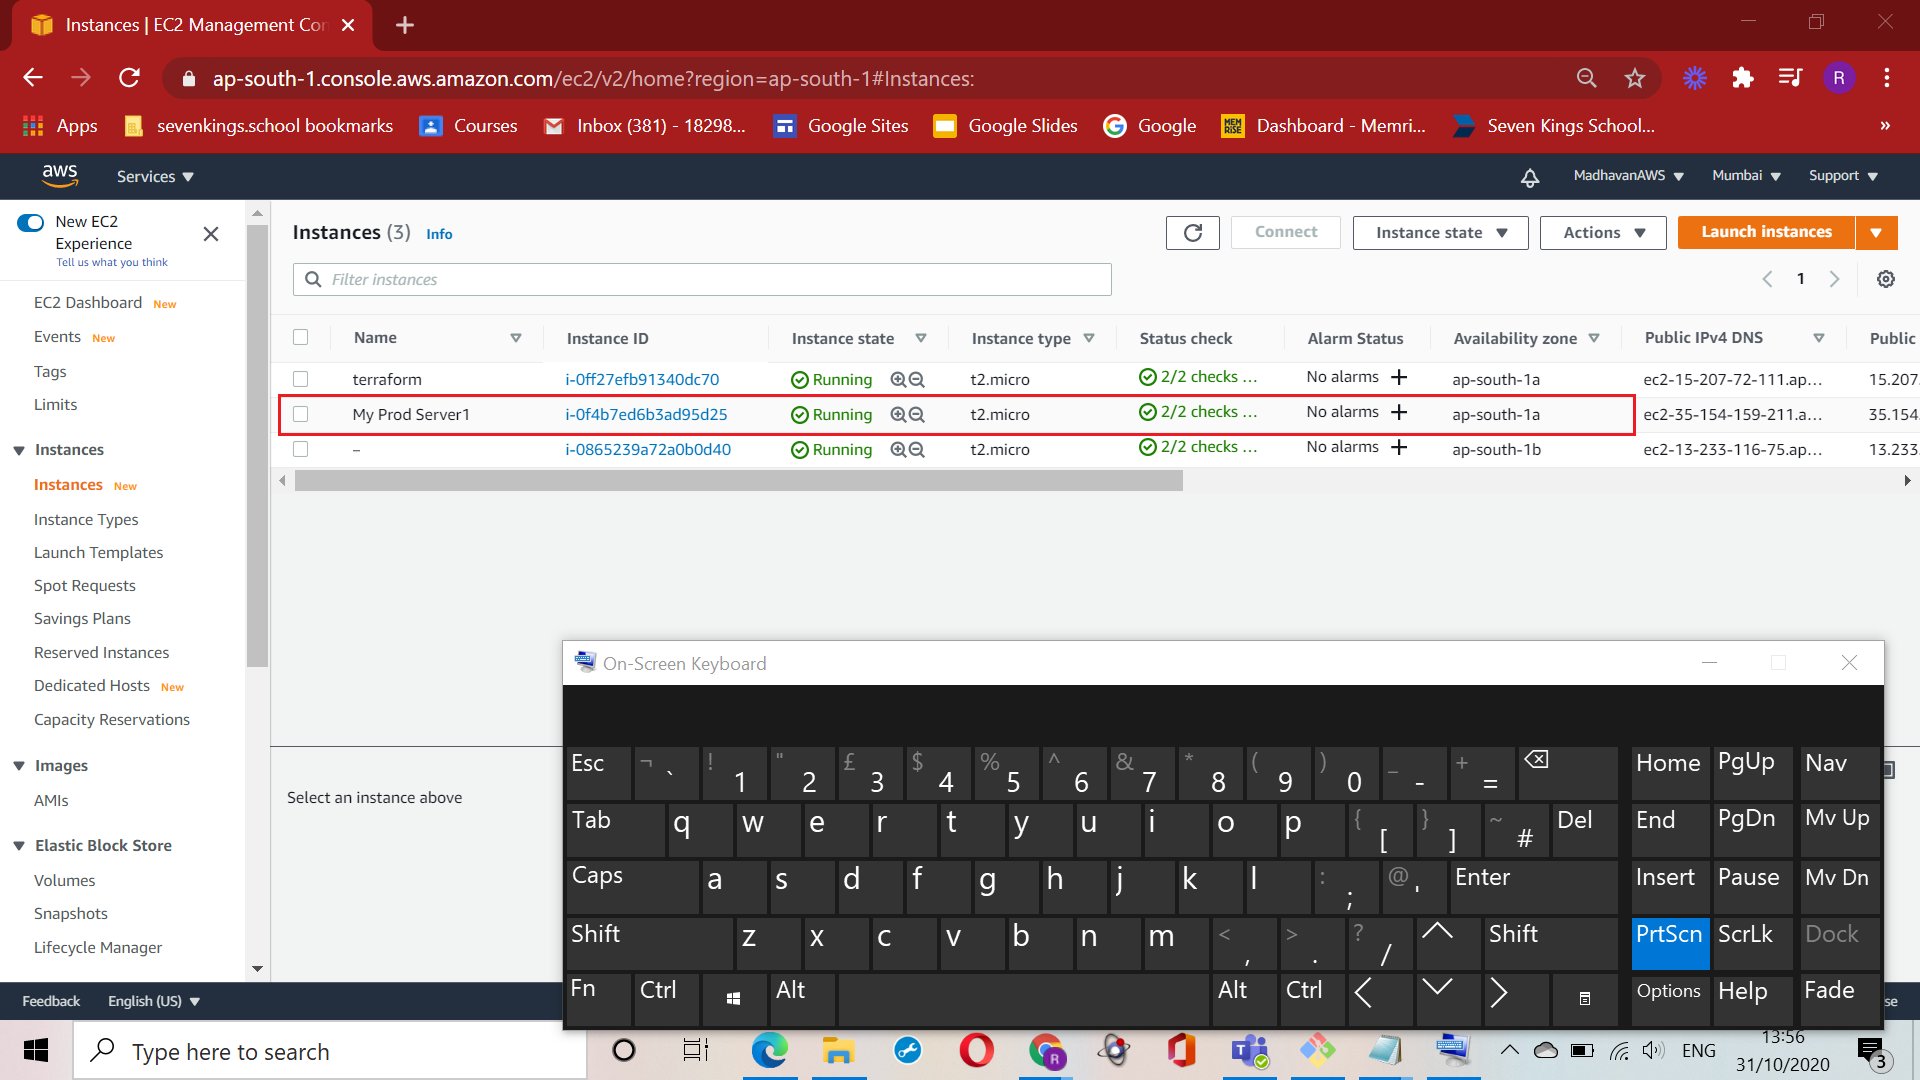 Instances | EC2 Management Con
ap-south-1.console.aws.amazon.com/ec2/v2/home?region=ap-south-1#Instances:
R
Apps sevenkings.school bookmarks Courses Inbox (381) - 18298... Google Sites Google Slides Google MEM RISE Dashboard - Memri... Seven Kings School... »
aws Services MadhavanAWS Mumbai Support
New EC2
Experience
Tell us what you think
EC2 Dashboard New
Events New
Tags
Limits
Instances
Instances New
Instance Types
Launch Templates
Spot Requests
Savings Plans
Reserved Instances
Dedicated Hosts New
Capacity Reservations
Images
AMIs
Elastic Block Store
Volumes
Snapshots
Lifecycle Manager
Instances (3) Info Connect Instance state Actions Launch instances
Filter instances 1
Name Instance ID Instance state Instance type Status check Alarm Status Availability zone Public IPv4 DNS Public
terraform i-0ff27efb91340dc70 Running t2.micro 2/2 checks ... No alarms + ap-south-1a ec2-15-207-72-111.ap... 15.207.
My Prod Server1 i-0f4b7ed6b3ad95d25 Running t2.micro 2/2 checks ... No alarms + ap-south-1a ec2-35-154-159-211.a... 35.154
– i-0865239a72a0b0d40 Running t2.micro 2/2 checks ... No alarms + ap-south-1b ec2-13-233-116-75.ap... 13.233
Select an instance above
On-Screen Keyboard
Esc ¬ ` ! 1 " 2 £ 3 $ 4 % 5 ^ 6 & 7 * 8 ( 9 ) 0 _ - + = Home PgUp Nav
Tab q w e r t y u i o p { [ } ] ~ # Del End PgDn Mv Up
Caps a s d f g h j k l : ; @ ' Enter Insert Pause Mv Dn
Shift z x c v b n m < , > . ? / Shift PrtScn ScrLk Dock
Fn Ctrl Alt Alt Ctrl Options Help Fade
Feedback English (US) se
Type here to search R ENG 13:56
31/10/2020 3